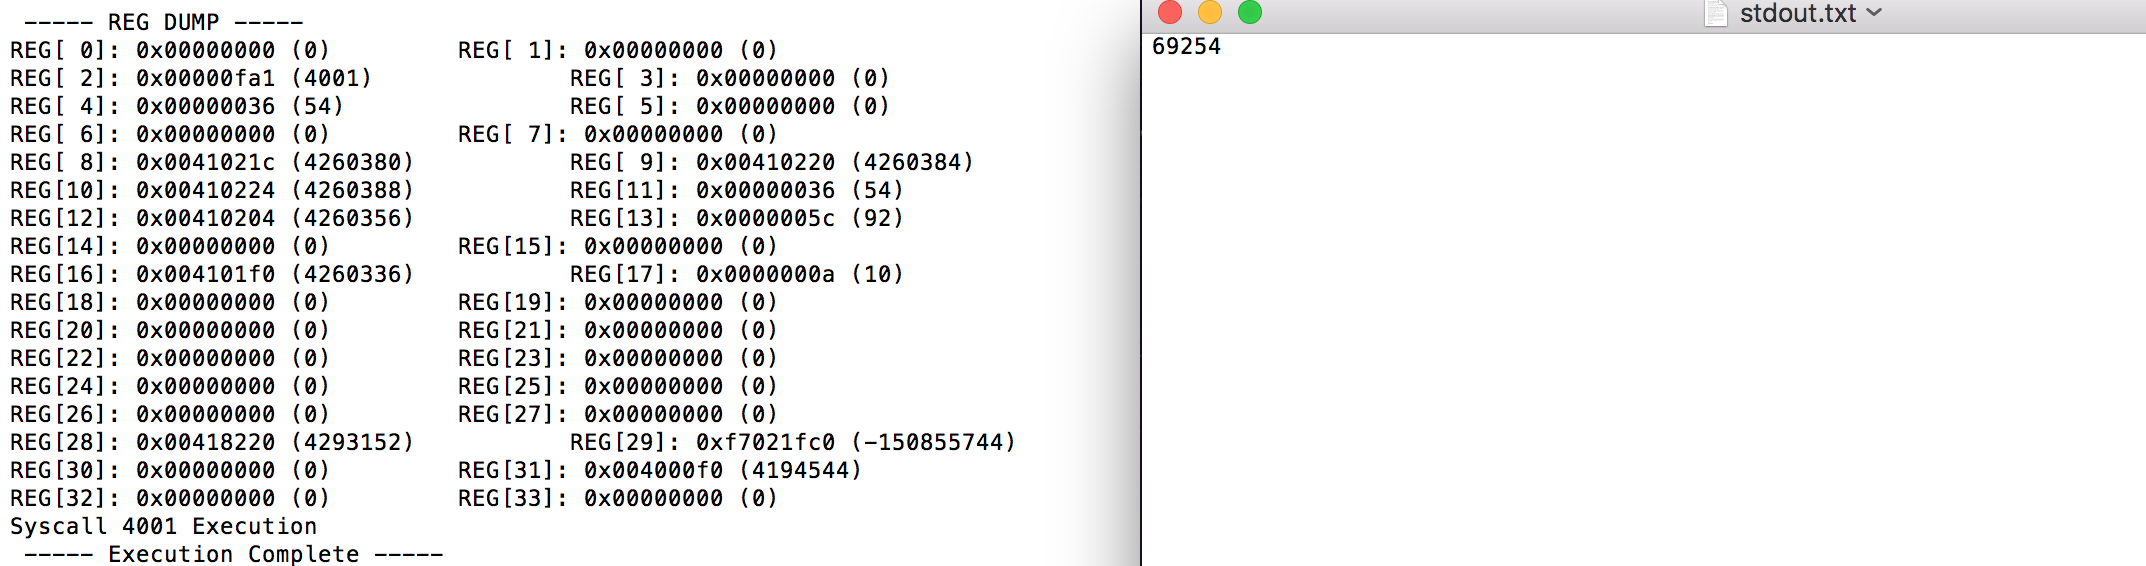 ----- REG DUMP -----
REG[ 0]: 0x00000000 (0) REG[ 1]: 0x00000000 (0)
REG[ 2]: 0x00000fa1 (4001) REG[ 3]: 0x00000000 (0)
REG[ 4]: 0x00000036 (54) REG[ 5]: 0x00000000 (0)
REG[ 6]: 0x00000000 (0) REG[ 7]: 0x00000000 (0)
REG[ 8]: 0x0041021c (4260380) REG[ 9]: 0x00410220 (4260384)
REG[10]: 0x00410224 (4260388) REG[11]: 0x00000036 (54)
REG[12]: 0x00410204 (4260356) REG[13]: 0x0000005c (92)
REG[14]: 0x00000000 (0) REG[15]: 0x00000000 (0)
REG[16]: 0x004101f0 (4260336) REG[17]: 0x0000000a (10)
REG[18]: 0x00000000 (0) REG[19]: 0x00000000 (0)
REG[20]: 0x00000000 (0) REG[21]: 0x00000000 (0)
REG[22]: 0x00000000 (0) REG[23]: 0x00000000 (0)
REG[24]: 0x00000000 (0) REG[25]: 0x00000000 (0)
REG[26]: 0x00000000 (0) REG[27]: 0x00000000 (0)
REG[28]: 0x00418220 (4293152) REG[29]: 0xf7021fc0 (-150855744)
REG[30]: 0x00000000 (0) REG[31]: 0x004000f0 (4194544)
REG[32]: 0x00000000 (0) REG[33]: 0x00000000 (0)
Syscall 4001 Execution
----- Execution Complete -----
stdout.txt
69254